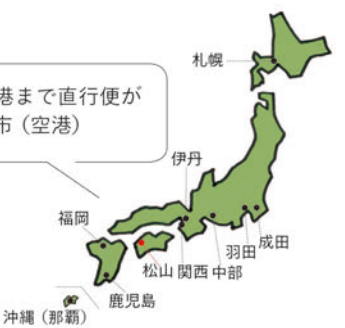 札幌
港まで直行便が
市（空港）
伊丹
福岡
成田
羽田
松山
関西
中部
鹿児島
沖縄（那覇）